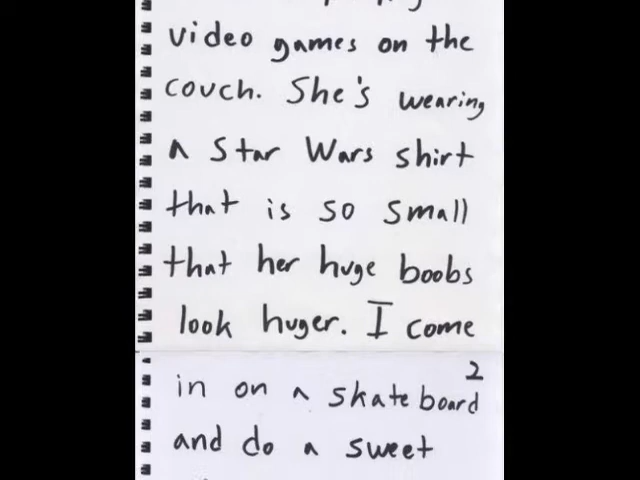 video games on the
couch. She's wearing
a Star Wars shirt
that is so small
that her huge boobs
look huger. I come
2
in on a skateboard
and do a sweet